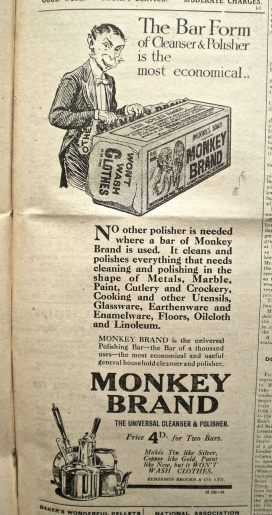 MODERATE CHARGES.
The Bar Form
of Cleanser & Polisher
is the
most economical..
MONKEY BRAND
OTHE
WON'T
WASH
CLOTHES
BROOKE'S SOAP
MONKEY
BRAND
NO other polisher is needed
where a bar of Monkey
Brand is used. It cleans and
polishes everything that needs
cleaning and polishing in the
shape of Metals, Marble,
Paint, Cutlery and Crockery,
Cooking and other Utensils,
Glassware, Earthenware and
Enamelware, Floors, Oilcloth
and Linoleum.
MONKEY BRAND is the universal
Polishing Bar—the Bar of a thousand
uses—the most economical and useful
general household cleanser and polisher.
MONKEY
BRAND
THE UNIVERSAL CLEANSER & POLISHER.
Price 4D. for Two Bars.
Makes Tin like Silver,
Copper like Gold, Paint
like New, but it WON'T
WASH CLOTHES.
BENJAMIN BROOKE & CO. LTD.
BAKER'S WONDERFUL PELLETS
NATIONAL ASSOCIATION